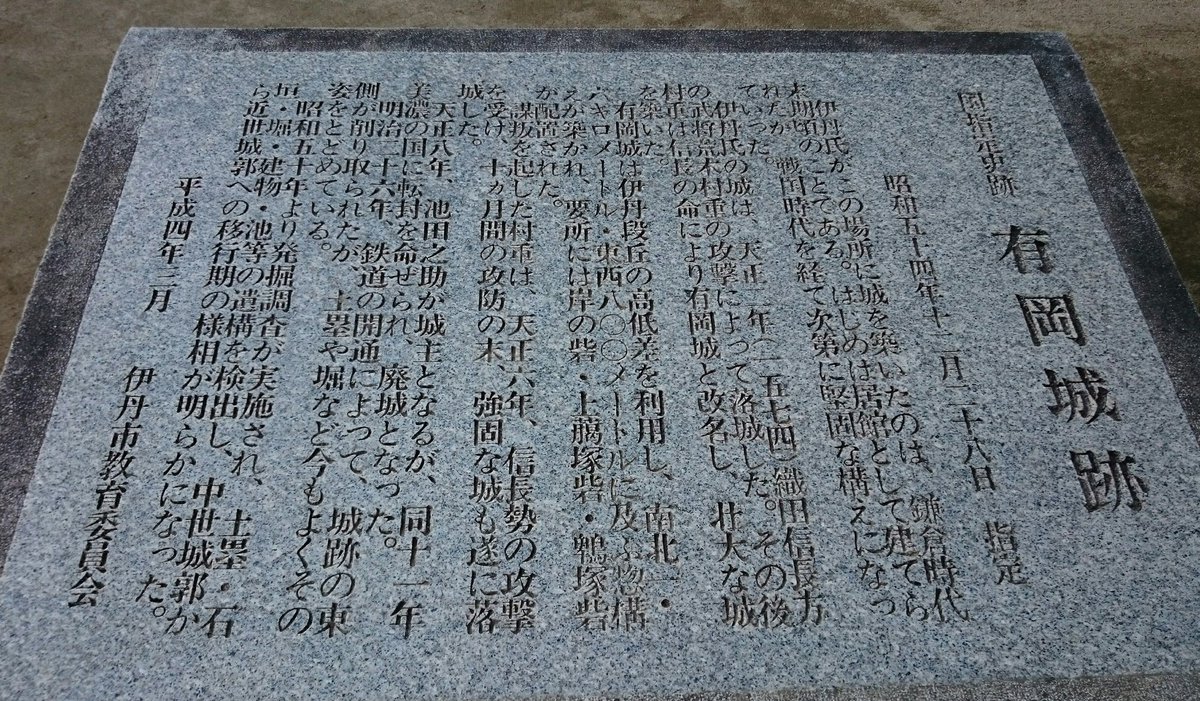 国指定史跡 有岡城跡
昭和五十四年十二月二十八日 指定
伊丹氏がこの場所に城を築いたのは、鎌倉時代
末期頃のことである。はじめは居館として建てら
れたが、戦国時代を経て次第に堅固な構えになっ
ていった。
伊丹氏の城は、天正二年(一五七四)織田信長方
の武将荒木村重の攻撃によって落城した。その後
村重は信長の命により有岡城と改名し、壮大な城
を築いた。
有岡城は伊丹段丘の高低差を利用し、南北一・
七キロメートル・東西八〇〇メートルに及ぶ惣構
えが築かれ、要所には岸の砦・上臈塚砦・鵯塚砦
が配置された。
謀叛を起した村重は、天正六年、信長勢の攻撃
を受け、十ヵ月間の攻防の末、強固な城も遂に落
城した。
天正八年、池田之助が城主となるが、同十一年
美濃の国に転封を命ぜられ、廃城となった。
明治二十六年、鉄道の開通によって、城跡の東
側が削り取られたが、土塁や堀など今もよくその
姿をとどめている。
昭和五十年より発掘調査が実施され、土塁・石
垣・堀・建物・池等の遺構を検出し、中世城郭か
ら近世城郭への移行期の様相が明らかになった。
平成四年三月 伊丹市教育委員会